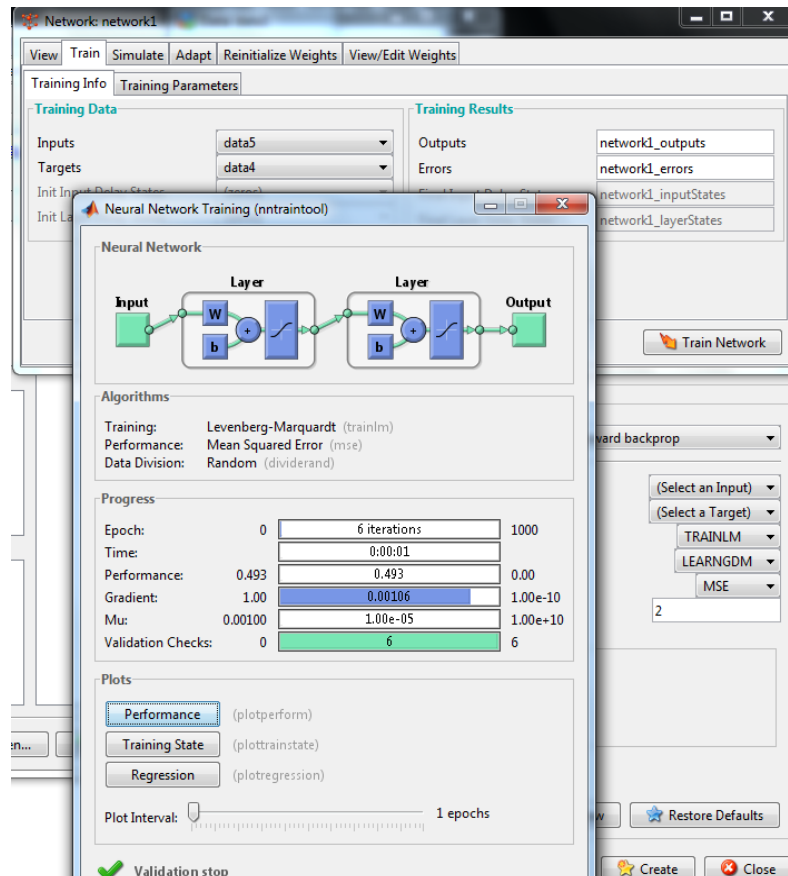 Network: network1
View Train Simulate Adapt Reinitialize Weights View/Edit Weights
Training Info Training Parameters
Training Data
Training Results
Inputs data5
Outputs network1_outputs
Targets data4
Errors network1_errors
network1_inputStates
Init La
network1_layerStates
Neural Network Training (nntraintool)
Neural Network
Layer Layer
Input Output
W W
+ +
b b
Train Network
Algorithms
Training: Levenberg-Marquardt (trainlm)
Performance: Mean Squared Error (mse)
Data Division: Random (dividerand)
vard backprop
(Select an Input)
(Select a Target)
TRAINLM
LEARNGDM
MSE
2
Progress
Epoch: 0 6 iterations 1000
Time: 0:00:01
Performance: 0.493 0.493 0.00
Gradient: 1.00 0.00106 1.00e-10
Mu: 0.00100 1.00e-05 1.00e+10
Validation Checks: 0 6 6
Plots
Performance (plotperform)
Training State (plottrainstate)
Regression (plotregression)
Plot Interval: 1 epochs
en...
w Restore Defaults
Validation stop
Create Close